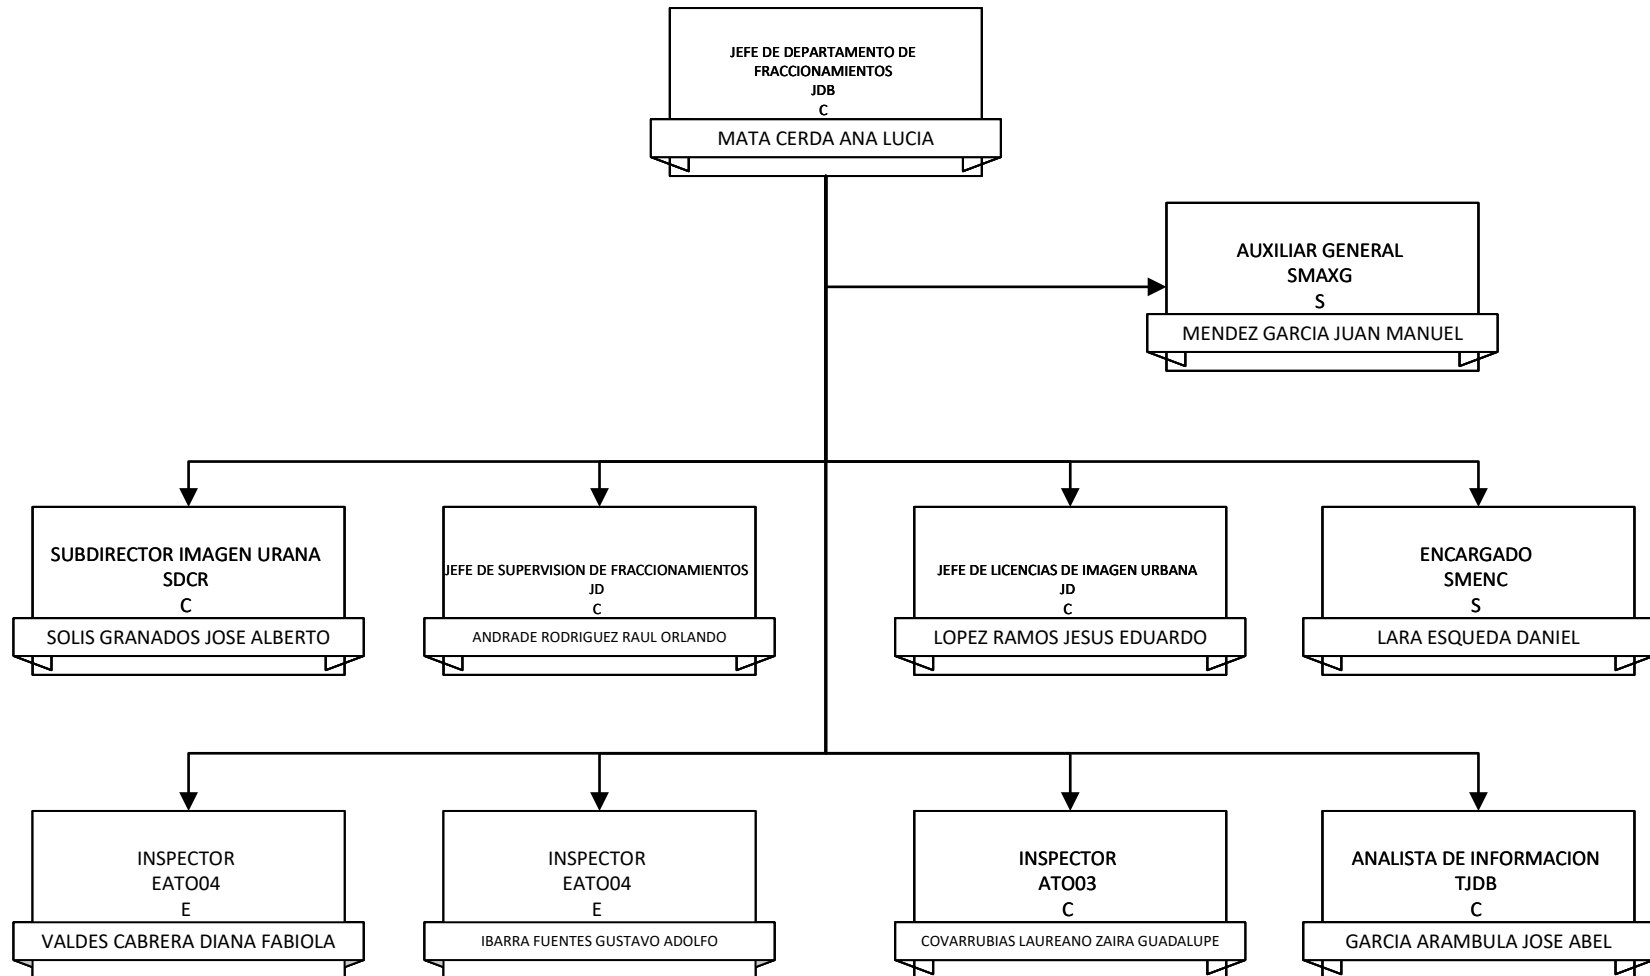 JEFE DE DEPARTAMENTO DE
FRACCIONAMIENTOS
JDB
C
MATA CERDA ANA LUCIA
AUXILIAR GENERAL
SMAXG
S
MENDEZ GARCIA JUAN MANUEL
SUBDIRECTOR IMAGEN URANA
SDCR
C
SOLIS GRANADOS JOSE ALBERTO
JEFE DE SUPERVISION DE FRACCIONAMIENTOS
JD
C
ANDRADE RODRIGUEZ RAUL ORLANDO
JEFE DE LICENCIAS DE IMAGEN URBANA
JD
C
LOPEZ RAMOS JESUS EDUARDO
ENCARGADO
SMENC
S
LARA ESQUEDA DANIEL
INSPECTOR
EATO04
E
VALDES CABRERA DIANA FABIOLA
INSPECTOR
EATO04
E
IBARRA FUENTES GUSTAVO ADOLFO
INSPECTOR
ATO03
C
COVARRUBIAS LAUREANO ZAIRA GUADALUPE
ANALISTA DE INFORMACION
TJDB
C
GARCIA ARAMBULA JOSE ABEL